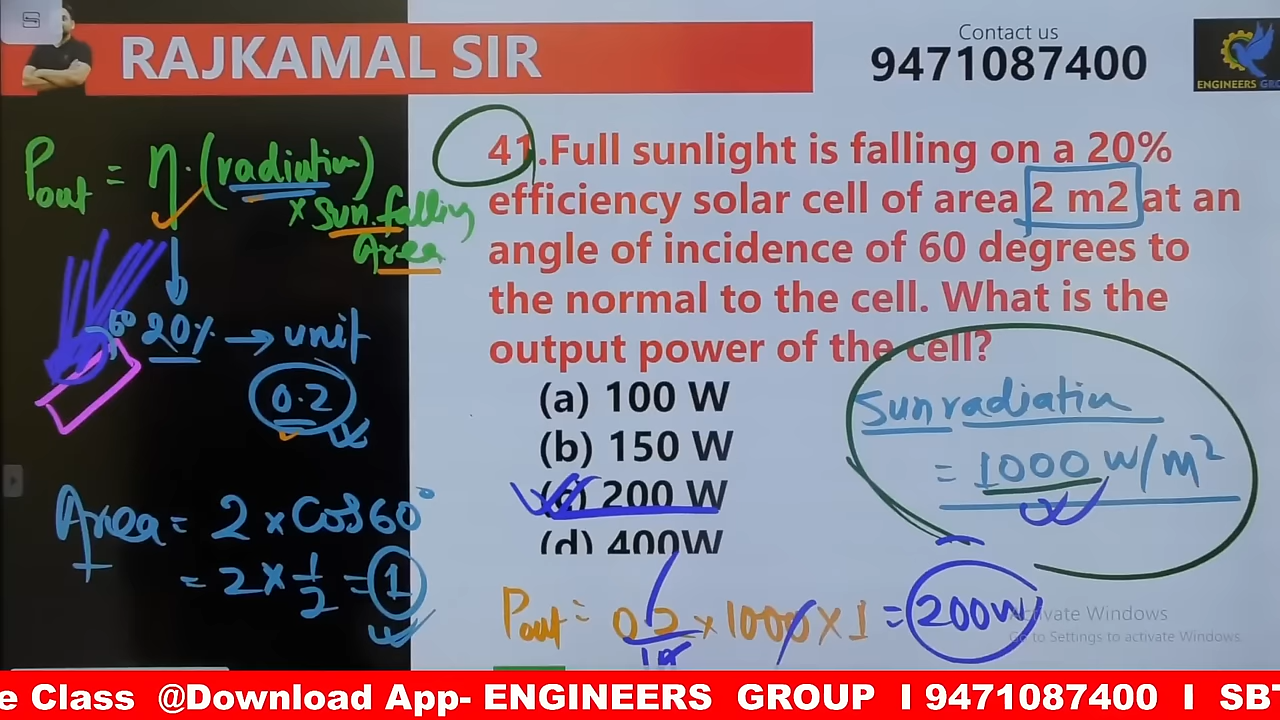 RAJKAMAL SIR
Contact us
9471087400
ENGINEERS GRO
Pout = η.(radiation)
× Sun.falling
Area
60 20% → unit
0.2
Area = 2 × Cos60°
= 2 × 1/2 = 1
41.Full sunlight is falling on a 20%
efficiency solar cell of area 2 m2 at an
angle of incidence of 60 degrees to
the normal to the cell. What is the
output power of the cell?
(a) 100 W
(b) 150 W
(c) 200 W
(d) 400W
Sun radiation
= 1000 W/m²
Pout = 0.2 × 1000 × 1 = 200W
10
Activate Windows
Go to Settings to activate Windows.
e Class @Download App- ENGINEERS GROUP I 9471087400 I SBT